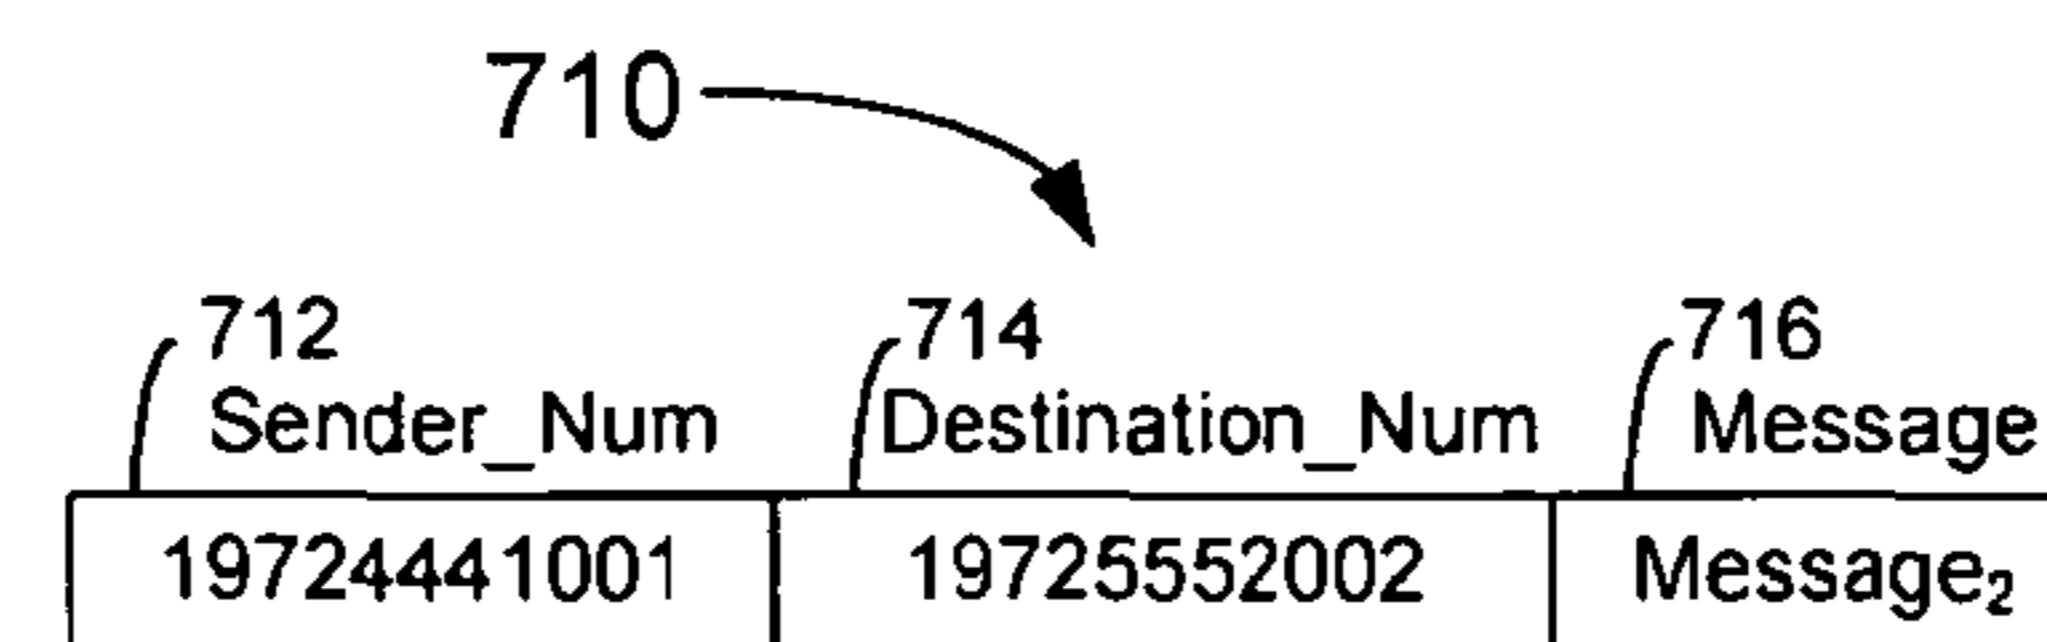 710
712 714 716
Sender_Num Destination_Num Message
19724441001 19725552002 Message₂